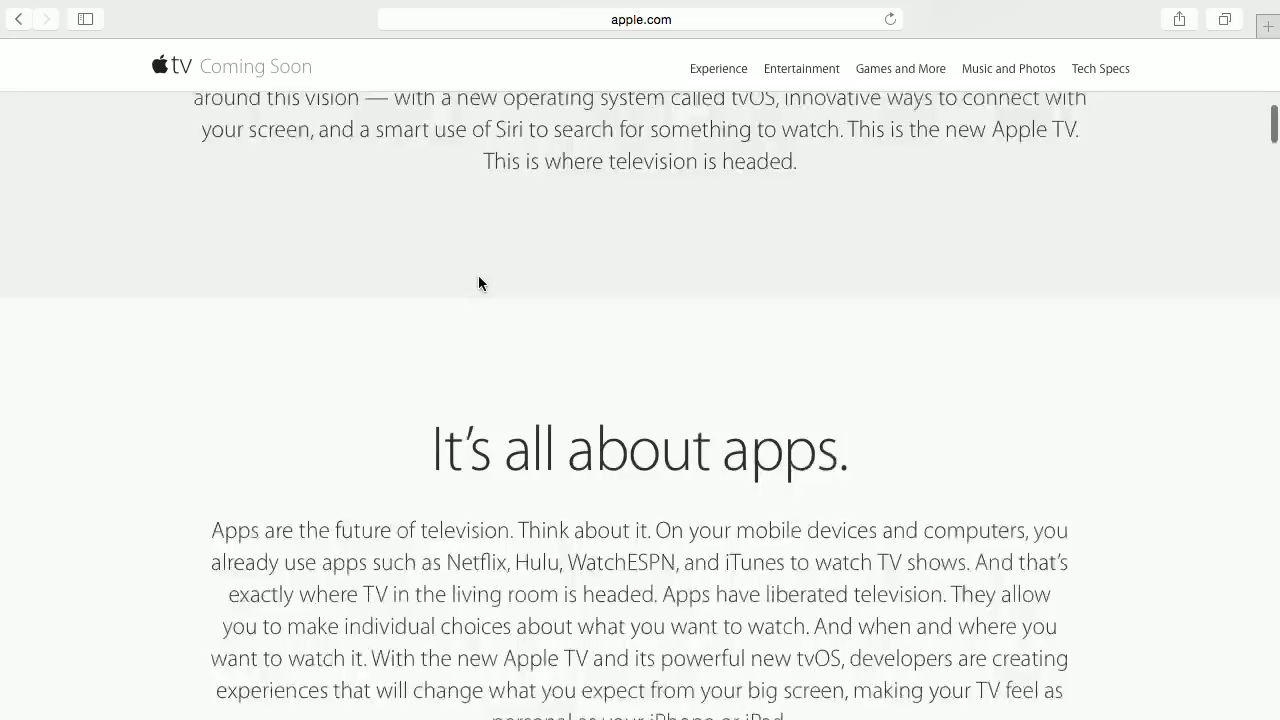 apple.com
tv Coming Soon
Experience Entertainment Games and More Music and Photos Tech Specs
around this vision — with a new operating system called tvOS, innovative ways to connect with
your screen, and a smart use of Siri to search for something to watch. This is the new Apple TV.
This is where television is headed.
It's all about apps.
Apps are the future of television. Think about it. On your mobile devices and computers, you
already use apps such as Netflix, Hulu, WatchESPN, and iTunes to watch TV shows. And that's
exactly where TV in the living room is headed. Apps have liberated television. They allow
you to make individual choices about what you want to watch. And when and where you
want to watch it. With the new Apple TV and its powerful new tvOS, developers are creating
experiences that will change what you expect from your big screen, making your TV feel as
personal as your iPhone or iPad.